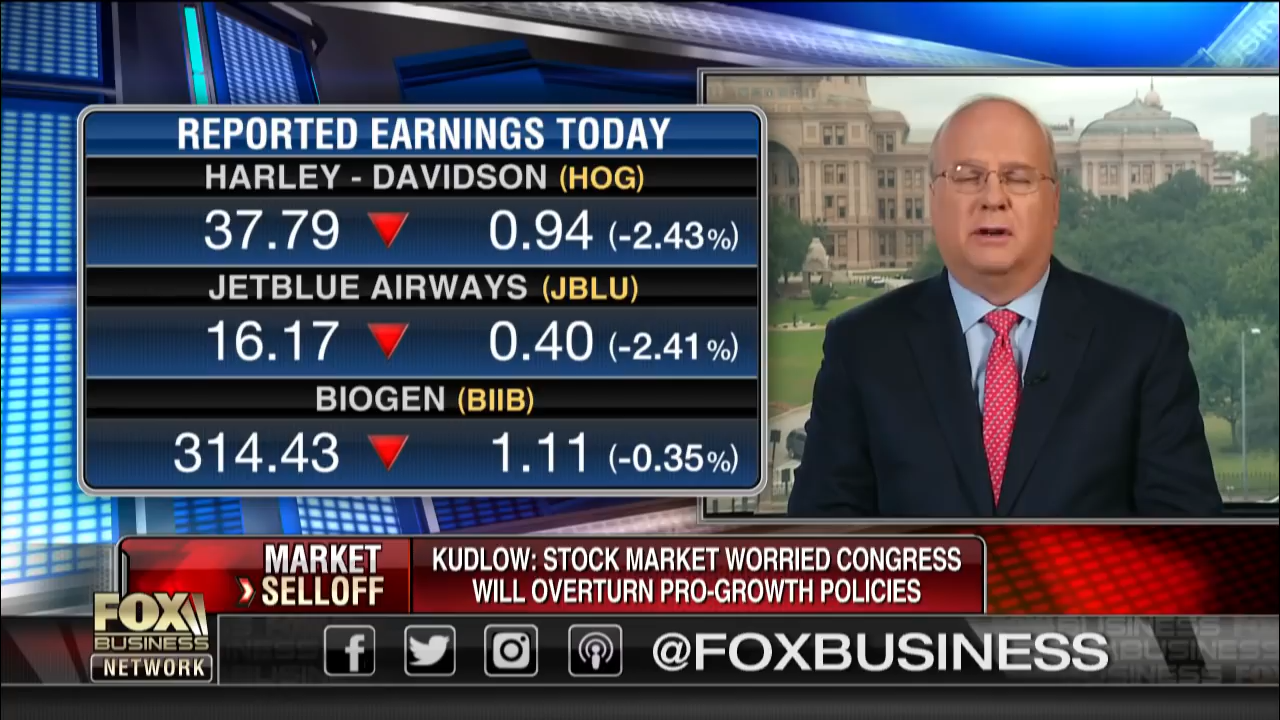 REPORTED EARNINGS TODAY
HARLEY - DAVIDSON (HOG)
37.79 0.94 (-2.43%)
JETBLUE AIRWAYS (JBLU)
16.17 0.40 (-2.41%)
BIOGEN (BIIB)
314.43 1.11 (-0.35%)
MARKET
SELLOFF
KUDLOW: STOCK MARKET WORRIED CONGRESS
WILL OVERTURN PRO-GROWTH POLICIES
FOX
BUSINESS
NETWORK
@FOXBUSINESS